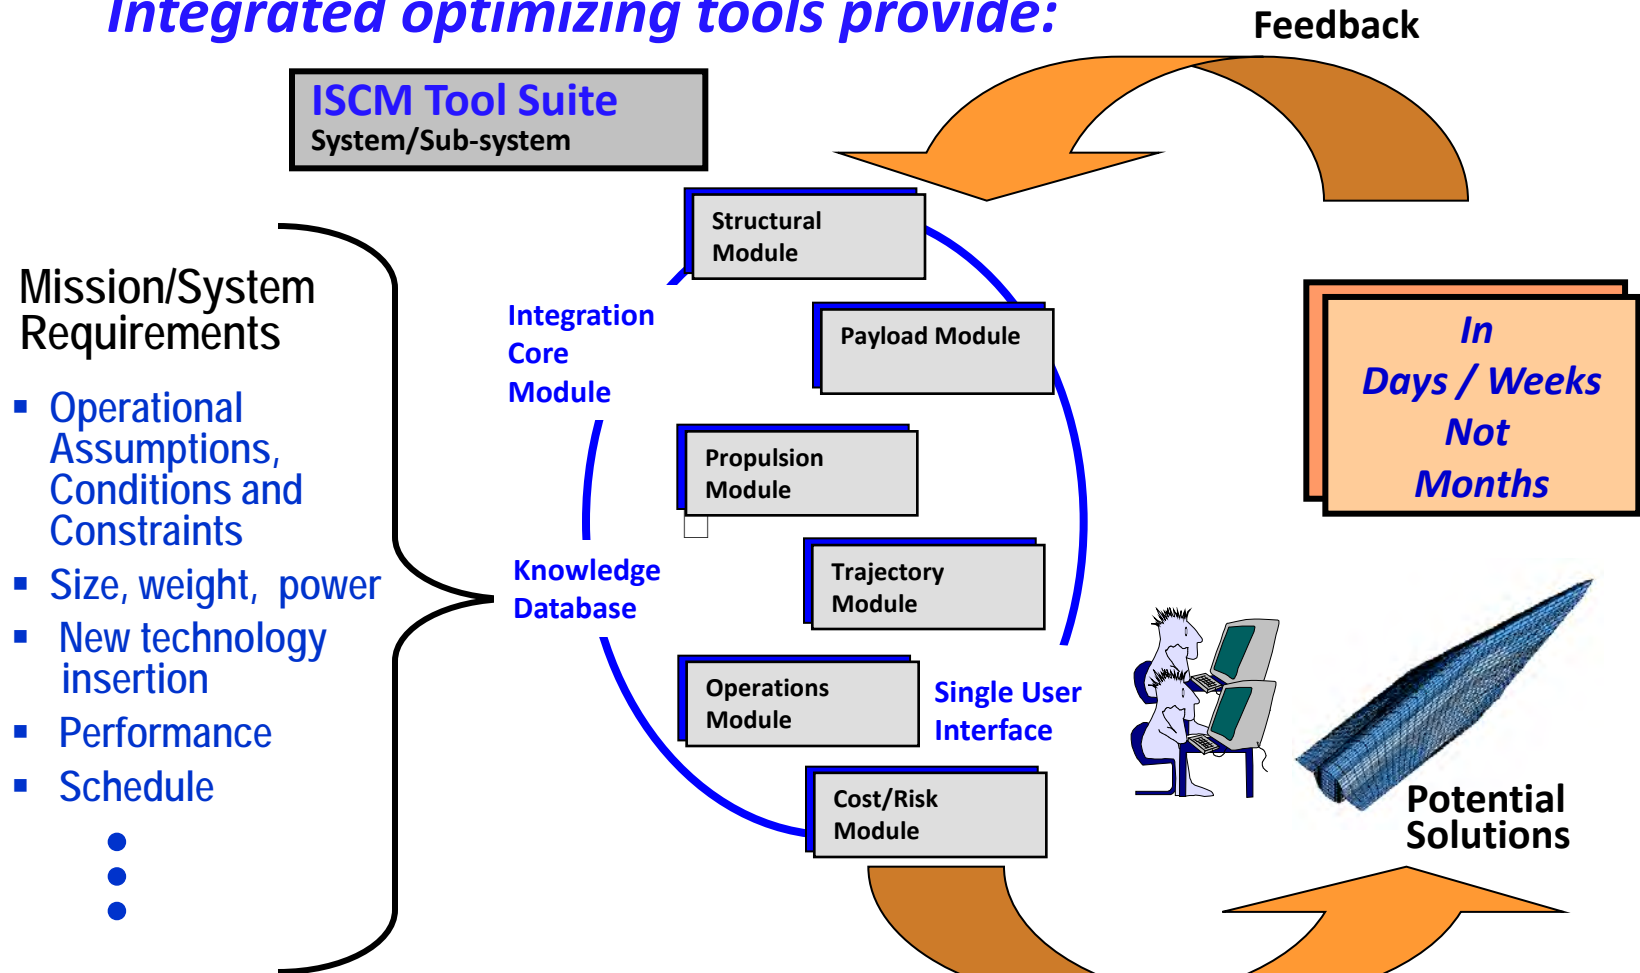 Integrated optimizing tools provide:
Feedback
ISCM Tool Suite
System/Sub-system
Mission/System
Requirements
▪ Operational
Assumptions,
Conditions and
Constraints
▪ Size, weight, power
▪ New technology
insertion
▪ Performance
▪ Schedule
Structural
Module
Integration
Core
Module
Payload Module
Propulsion
Module
Knowledge
Database
Trajectory
Module
Operations
Module
Single User
Interface
Cost/Risk
Module
In
Days / Weeks
Not
Months
Potential
Solutions